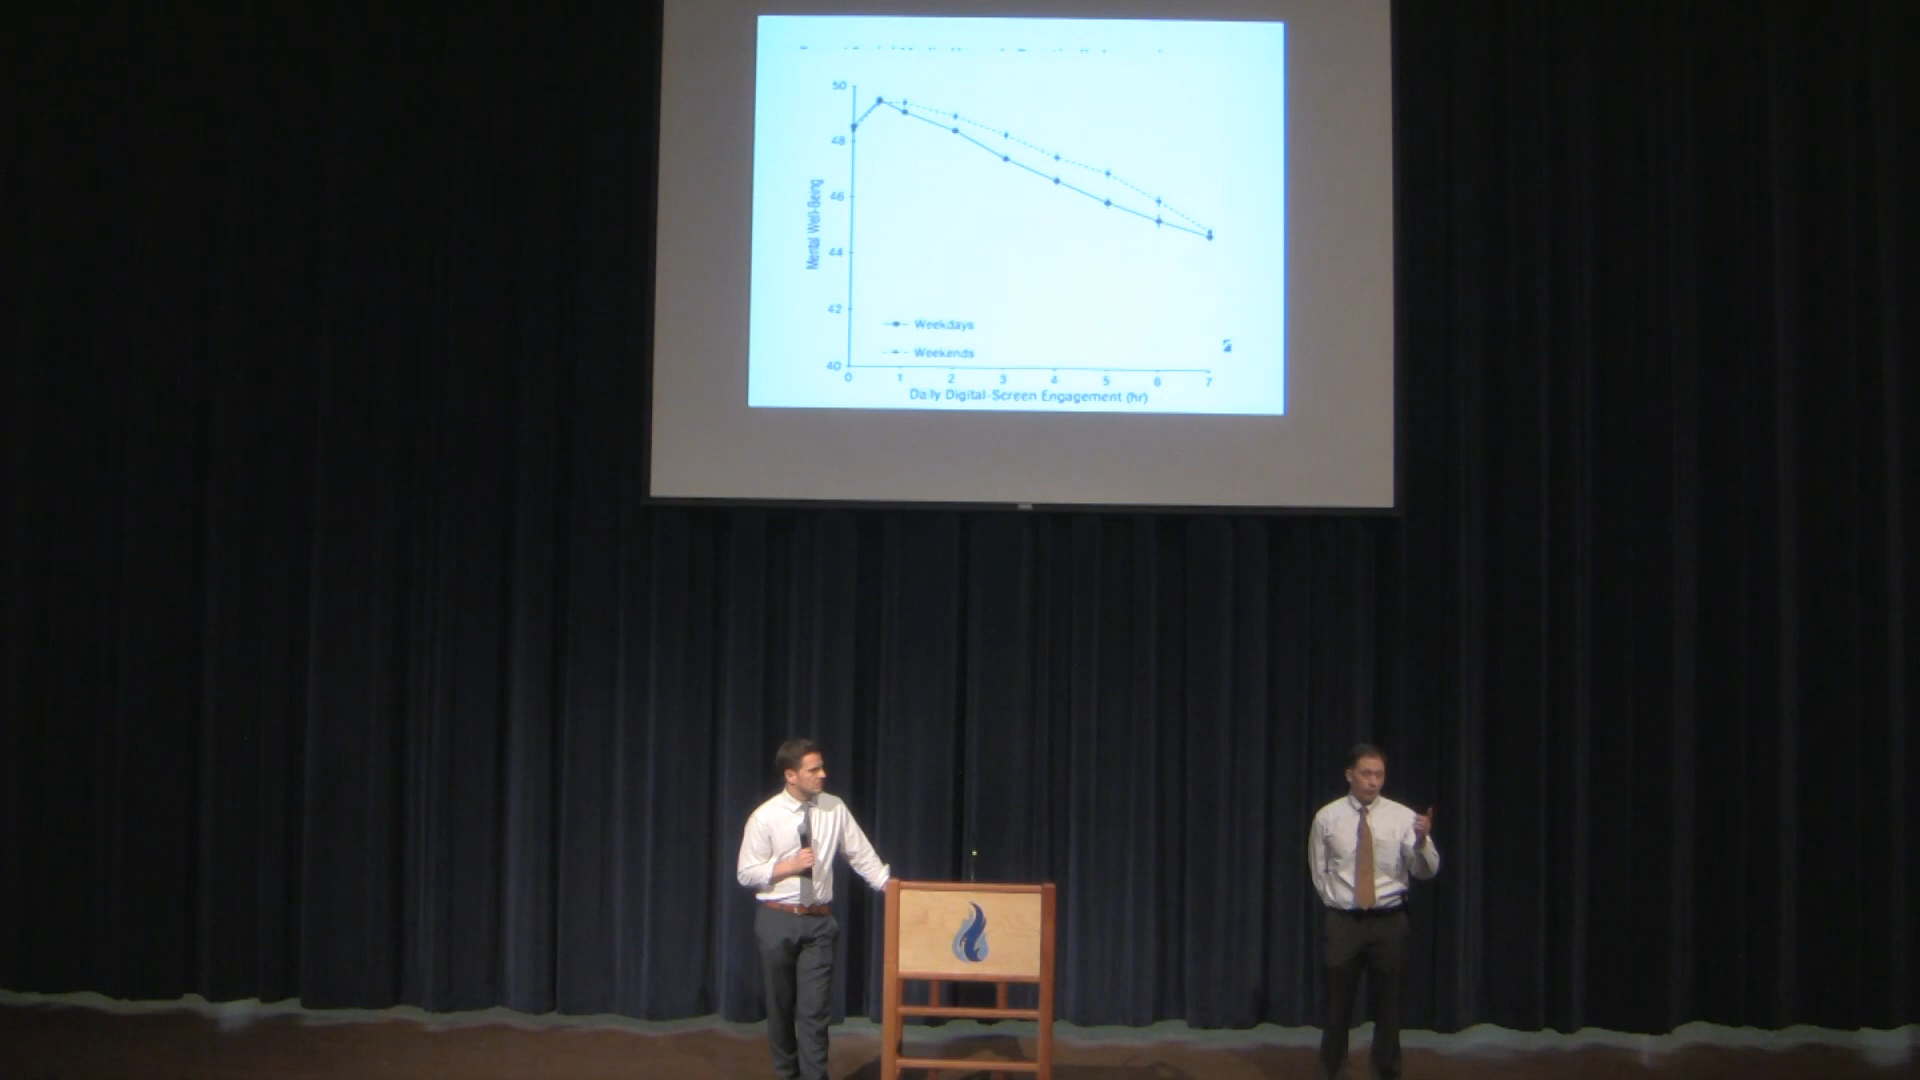 50
48
46
44
42
40
Mental Well-Being
Weekdays
Weekends
0 1 2 3 4 5 6 7
Daily Digital-Screen Engagement (hr)